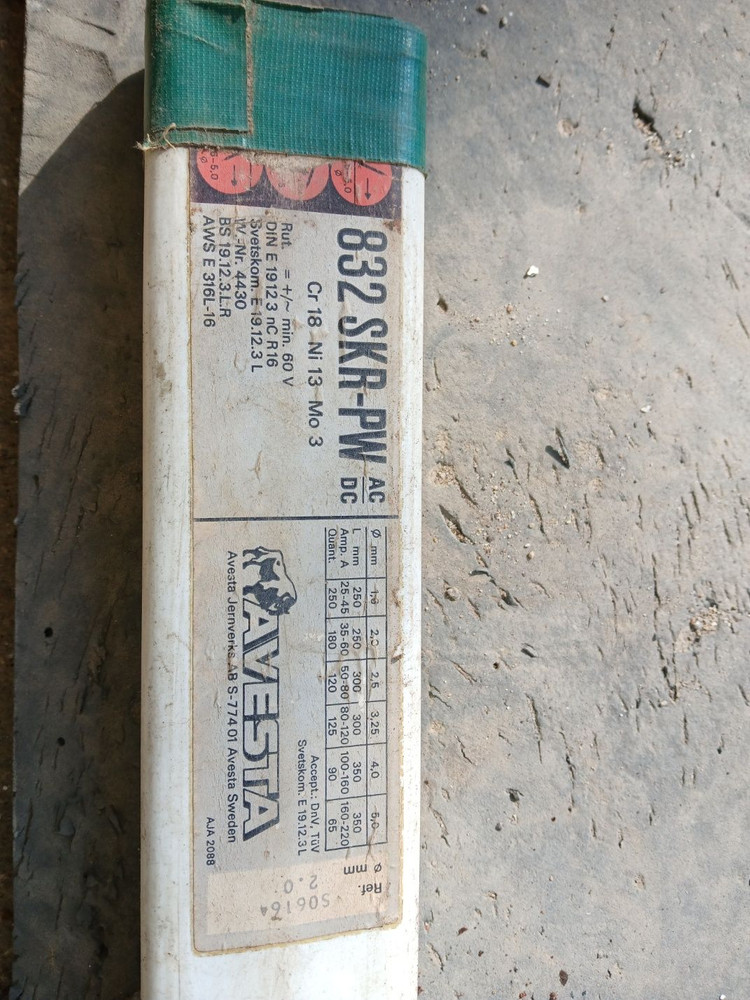 832 SKR-PW AC DC
Cr 18 Ni 13 Mo 3
Rut. = +/~ min. 60 V
DIN E 19 12 3 nC R16
Svetskom. E 19.12.3 L
W.-Nr. 4430
BS 19.12.3.L.R
AWS E 316L-16
Ø mm 1,6 2,0 2,5 3,25 4,0 5,0
L mm 250 250 300 300 350 350
Amp. A 25-45 35-60 50-80 80-120 100-160 160-220
Quant. 250 180 120 125 90 65
Accept.: DnV, TüV
Svetskom. E 19.12.3 L
AVESTA
Avesta Jernverks AB S-774 01 Avesta Sweden
AJA 2088
Ø mm 2.0
Ref.